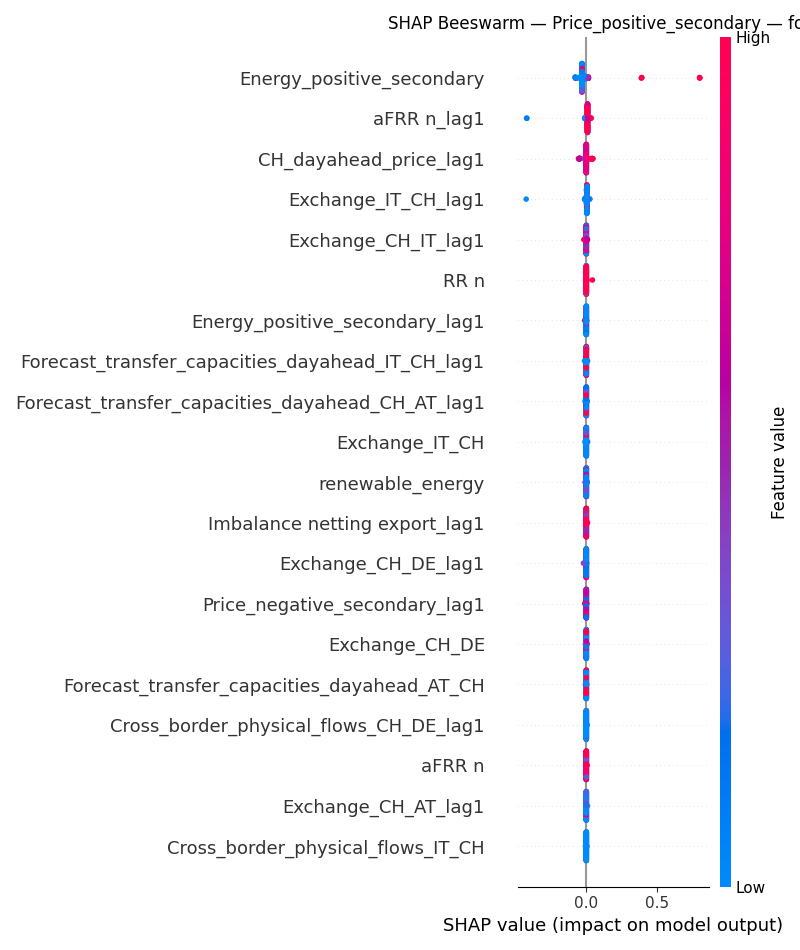 SHAP Beeswarm — Price_positive_secondary — fo
High
Energy_positive_secondary
aFRR n_lag1
CH_dayahead_price_lag1
Exchange_IT_CH_lag1
Exchange_CH_IT_lag1
RR n
Energy_positive_secondary_lag1
Forecast_transfer_capacities_dayahead_IT_CH_lag1
Forecast_transfer_capacities_dayahead_CH_AT_lag1
Exchange_IT_CH
renewable_energy
Imbalance netting export_lag1
Exchange_CH_DE_lag1
Price_negative_secondary_lag1
Exchange_CH_DE
Forecast_transfer_capacities_dayahead_AT_CH
Cross_border_physical_flows_CH_DE_lag1
aFRR n
Exchange_CH_AT_lag1
Cross_border_physical_flows_IT_CH
Feature value
Low
0.0 0.5
SHAP value (impact on model output)